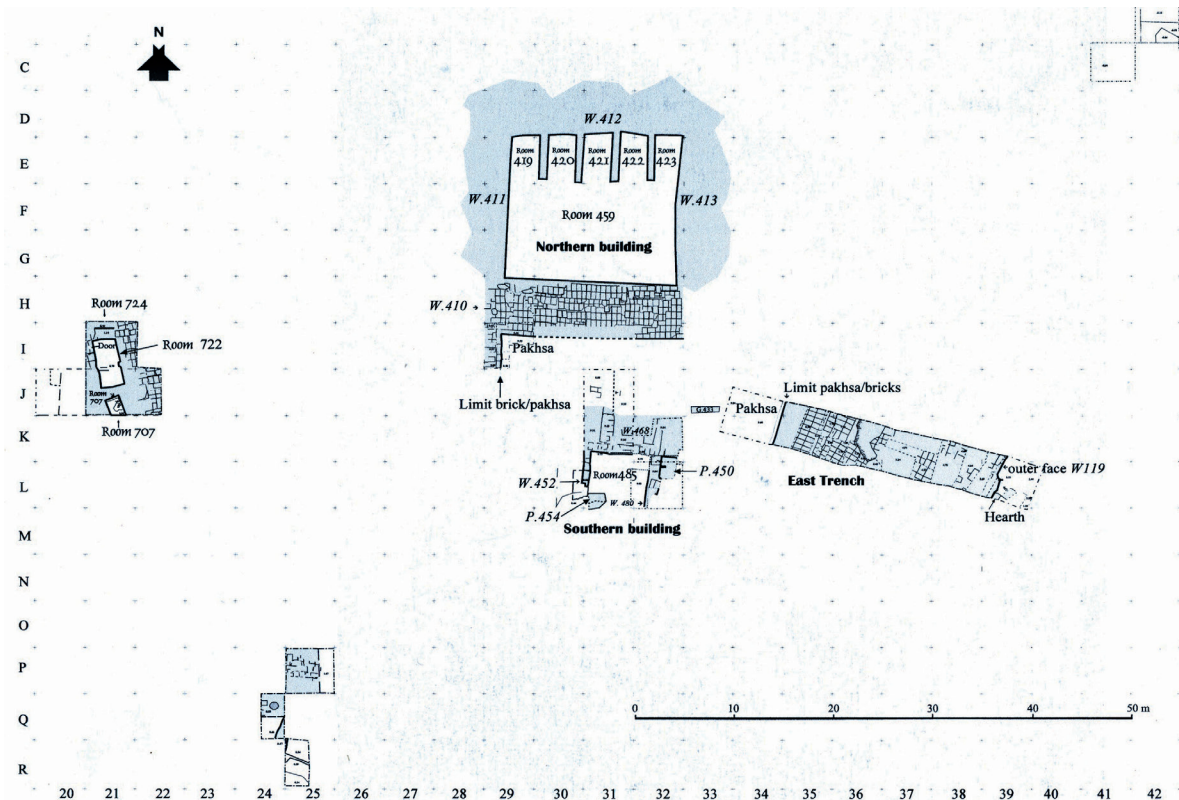 N
C
D
E
F
G
H
I
J
K
L
M
N
O
P
Q
R
W.412
Room
419
Room
420
Room
421
Room
422
Room
423
W.411
W.413
Room 459
Northern building
W.410
Room 724
Door
Room 722
Room
707
Room 707
Pakhsa
Limit brick/pakhsa
G 433
Pakhsa
Limit pakhsa/bricks
W.468
Room 485
P.450
W.452
W. 480
P.454
Southern building
East Trench
outer face W119
Hearth
0 10 20 30 40 50 m
20 21 22 23 24 25 26 27 28 29 30 31 32 33 34 35 36 37 38 39 40 41 42